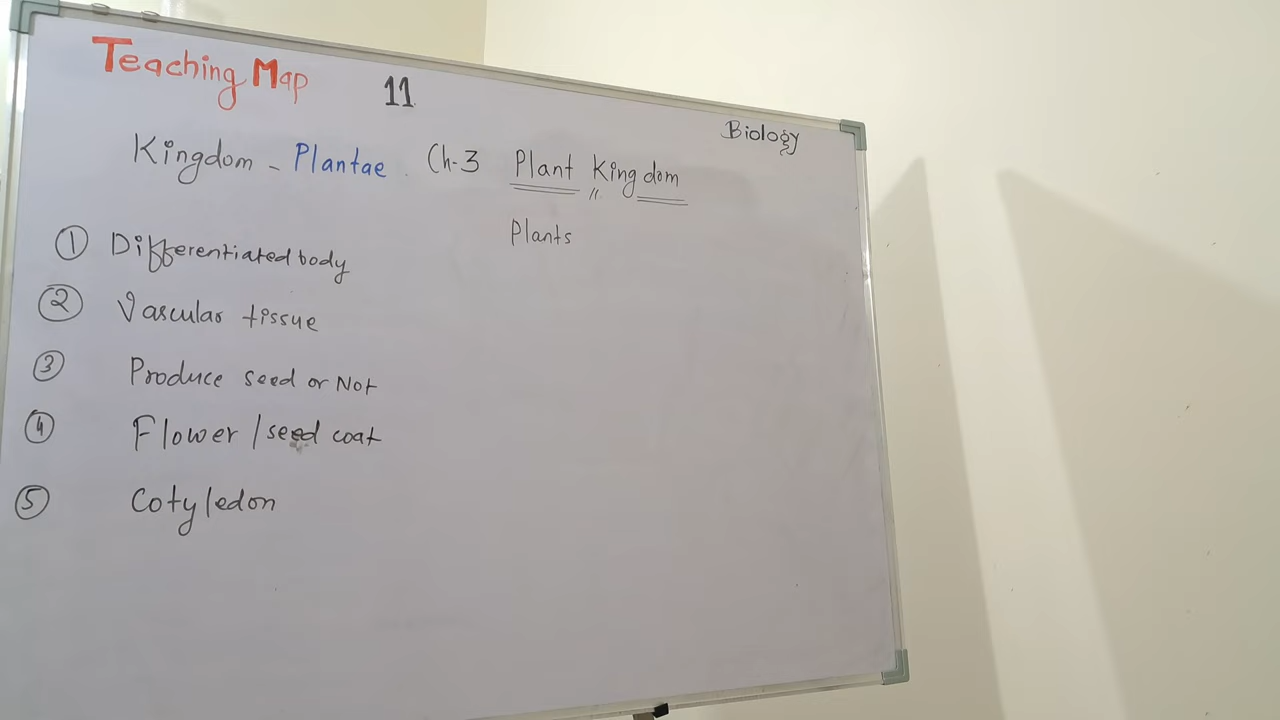 Teaching Map 11
Biology
Kingdom - Plantae. Ch-3 Plant Kingdom
Plants
① Differentiated body
② Vascular tissue
③ Produce seed or Not
④ Flower / seed coat
⑤ Cotyledon